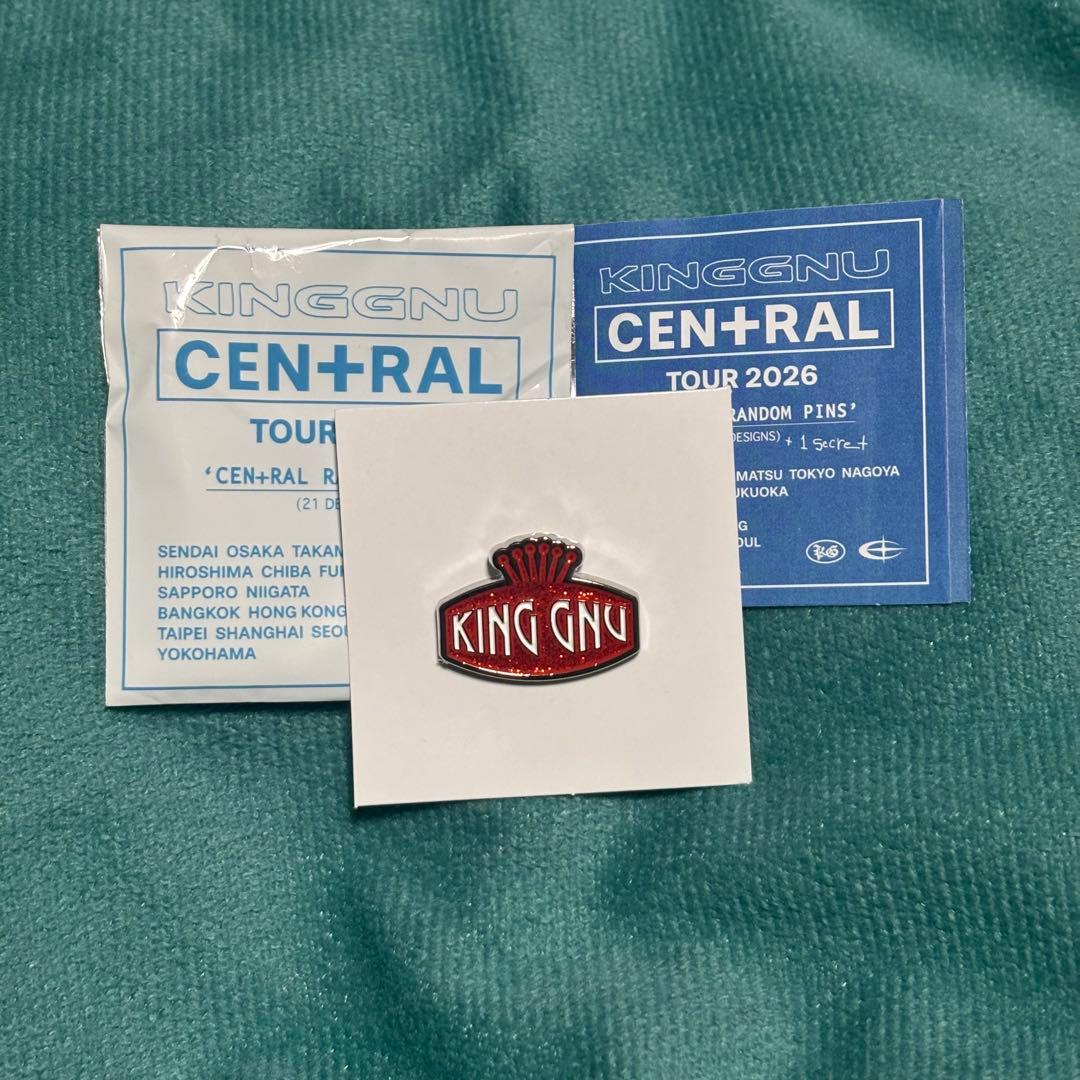 KINGGNU
CEN+RAL
TOUR
‘CEN+RAL R
(21 DE
SENDAI OSAKA TAKAM
HIROSHIMA CHIBA FU
SAPPORO NIIGATA
BANGKOK HONG KONG
TAIPEI SHANGHAI SEOU
YOKOHAMA
KINGGNU
CEN+RAL
TOUR 2026
RANDOM PINS’
DESIGNS) + 1 secret
MATSU TOKYO NAGOYA
UKUOKA
G
OUL
KG
KING GNU